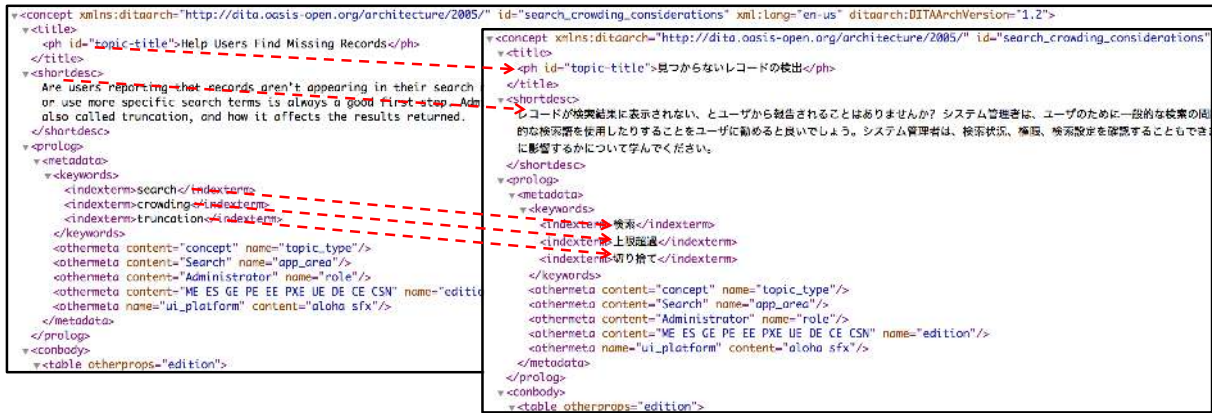 <concept xmlns:ditaarch="http://dita.oasis-open.org/architecture/2005/" id="search_crowding_considerations" xml:lang="en-us" ditaarch:DITAArchVersion="1.2">
<title>
<ph id="topic-title">Help Users Find Missing Records</ph>
</title>
<shortdesc>
Are users reporting that records aren't appearing in their search
or use more specific search terms is always a good first step. Adm
also called truncation, and how it affects the results returned.
</shortdesc>
<prolog>
<metadata>
<keywords>
<indexterm>search</indexterm>
<indexterm>crowding</indexterm>
<indexterm>truncation</indexterm>
</keywords>
<othermeta content="concept" name="topic_type"/>
<othermeta content="Search" name="app_area"/>
<othermeta content="Administrator" name="role"/>
<othermeta content="ME ES GE PE EE PXE UE DE CE CSN" name="editio
<othermeta name="ui_platform" content="aloha sfx"/>
</metadata>
</prolog>
<conbody>
<table otherprops="edition">
<concept xmlns:ditaarch="http://dita.oasis-open.org/architecture/2005/" id="search_crowding_considerations"
<title>
<ph id="topic-title">見つからないレコードの検出</ph>
</title>
<shortdesc>
レコードが検索結果に表示されない、とユーザから報告されることはありませんか? システム管理者は、ユーザのために一般的な検索の問
的な検索語を使用したりすることをユーザに勧めると良いでしょう。システム管理者は、検索状況、権限、検索設定を確認することもでき
に影響するかについて学んでください。
</shortdesc>
<prolog>
<metadata>
<keywords>
<indexterm>検索</indexterm>
<indexterm>上限超過</indexterm>
<indexterm>切り捨て</indexterm>
</keywords>
<othermeta content="concept" name="topic_type"/>
<othermeta content="Search" name="app_area"/>
<othermeta content="Administrator" name="role"/>
<othermeta content="ME ES GE PE EE PXE UE DE CE CSN" name="edition"/>
<othermeta name="ui_platform" content="aloha sfx"/>
</metadata>
</prolog>
<conbody>
<table otherprops="edition">